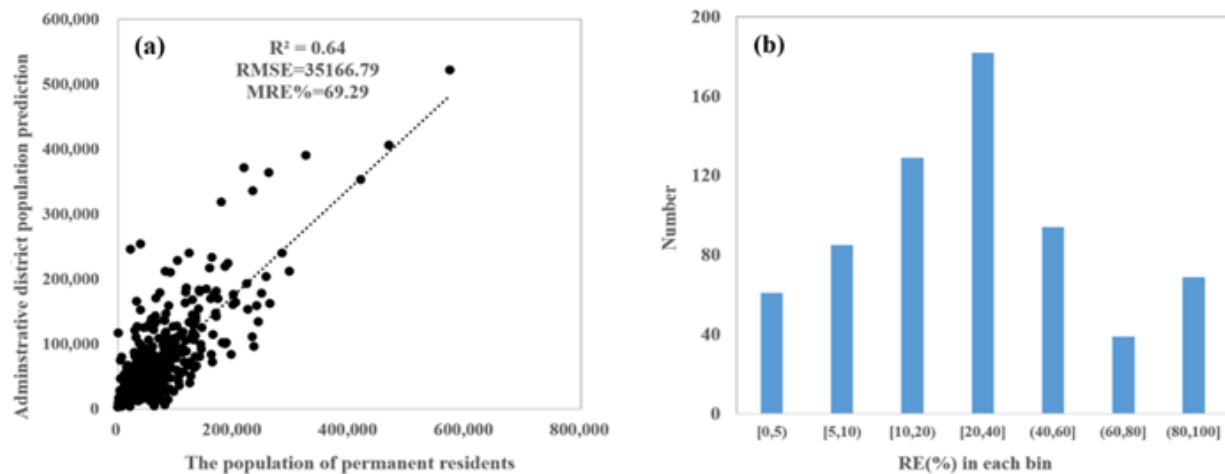 600,000
500,000
400,000
300,000
200,000
100,000
0
Adminstrative district population prediction
(a)
R² = 0.64
RMSE=35166.79
MRE%=69.29
0
200,000
400,000
600,000
800,000
The population of permanent residents
200
160
120
80
40
0
Number
(b)
[0,5)
[5,10)
[10,20)
[20,40]
(40,60]
(60,80]
(80,100]
RE(%) in each bin